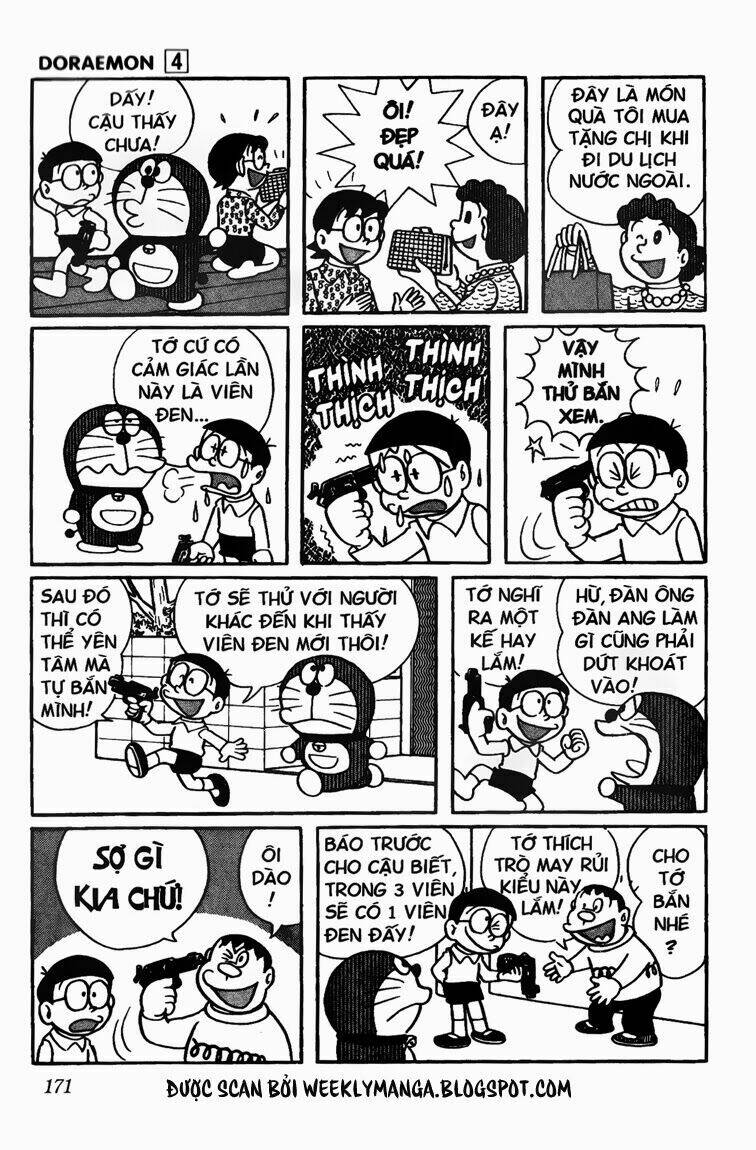 DORAEMON 4
ĐÂY LÀ MÓN
QUÀ TÔI MUA
TẶNG CHỊ KHI
ĐI DU LỊCH
NƯỚC NGOÀI.
ĐÂY
Ạ!
ÔI!
ĐẸP
QUÁ!
DẤY!
CẬU THẤY
CHƯA!
VẬY
MÌNH
THỬ BẮN
XEM.
THÌNH
THỊCH
THÌNH
THỊCH
TỚ CỨ CÓ
CẢM GIÁC LẦN
NÀY LÀ VIÊN
ĐEN...
HỪ, ĐÀN ÔNG
ĐÀN ANG LÀM
GÌ CŨNG PHẢI
DỨT KHOÁT
VÀO!
TỚ NGHĨ
RA MỘT
KẾ HAY
LẮM!
TỚ SẼ THỬ VỚI NGƯỜI
KHÁC ĐẾN KHI THẤY
VIÊN ĐEN MỚI THÔI!
SAU ĐÓ
THÌ CÓ
THỂ YÊN
TÂM MÀ
TỰ BẮN
MÌNH!
CHO
TỚ
BẮN
NHÉ
?
TỚ THÍCH
TRÒ MAY RỦI
KIỂU NÀY
LẮM!
BÁO TRƯỚC
CHO CẬU BIẾT,
TRONG 3 VIÊN
SẼ CÓ 1 VIÊN
ĐEN ĐẤY!
ÔI
DÀO
!
SỢ GÌ
KIA CHỨ!
171
ĐƯỢC SCAN BỞI WEEKLYMANGA.BLOGSPOT.COM